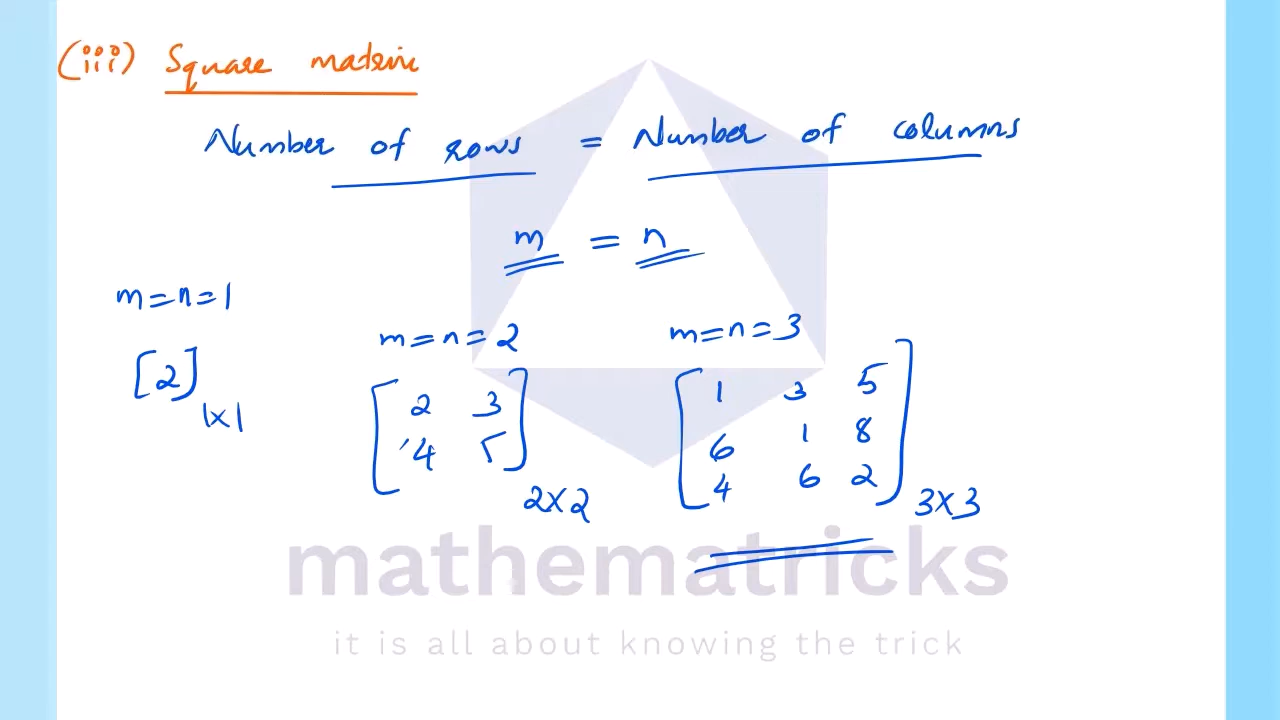 (iii) Square matrix
Number of rows = Number of columns
m = n
m=n=1
[2] 1x1
m=n=2
[2 3
4 5] 2x2
m=n=3
[1 3 5
6 1 8
4 6 2] 3x3
mathematricks
it is all about knowing the trick